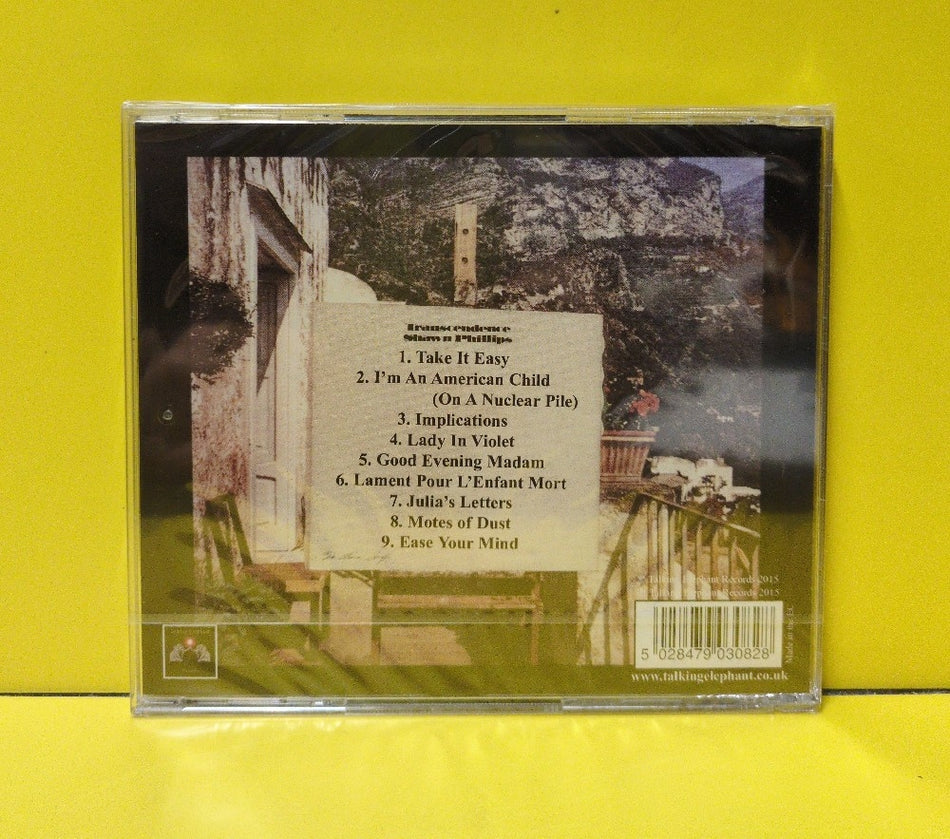 Transcendence
Shawn Phillips
1. Take It Easy
2. I'm An American Child
(On A Nuclear Pile)
3. Implications
4. Lady In Violet
5. Good Evening Madam
6. Lament Pour L'Enfant Mort
7. Julia's Letters
8. Motes of Dust
9. Ease Your Mind
Talking Elephant Records 2015
Talking Elephant Records 2015
Made in the EC
5 028479 030828
www.talkingelephant.co.uk